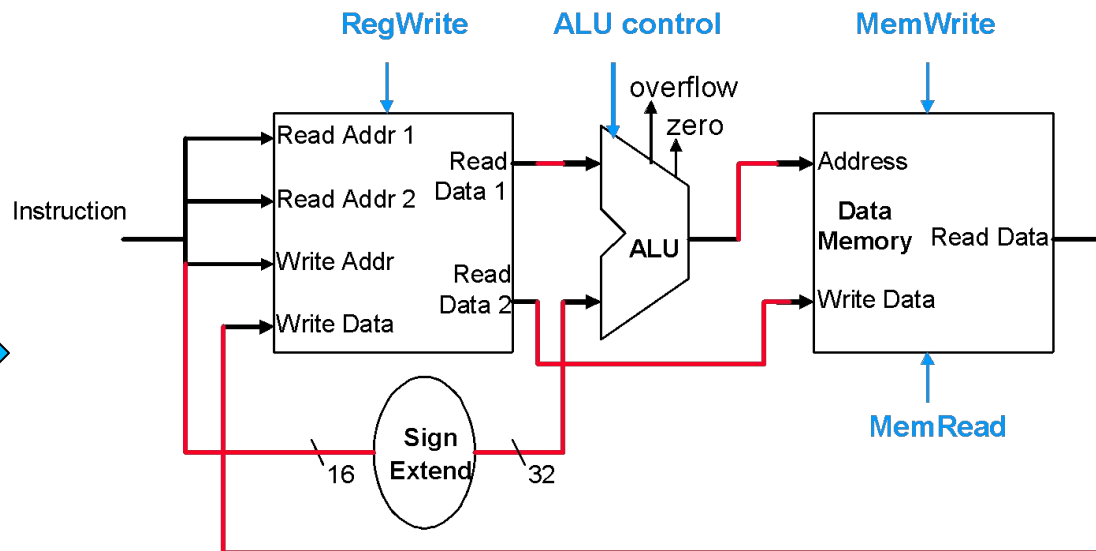 RegWrite
ALU control
MemWrite
overflow
zero
Instruction
Read Addr 1
Read Addr 2
Write Addr
Write Data
Read
Data 1
Read
Data 2
ALU
Address
Data
Memory
Read Data
Write Data
MemRead
Sign
Extend
16
32